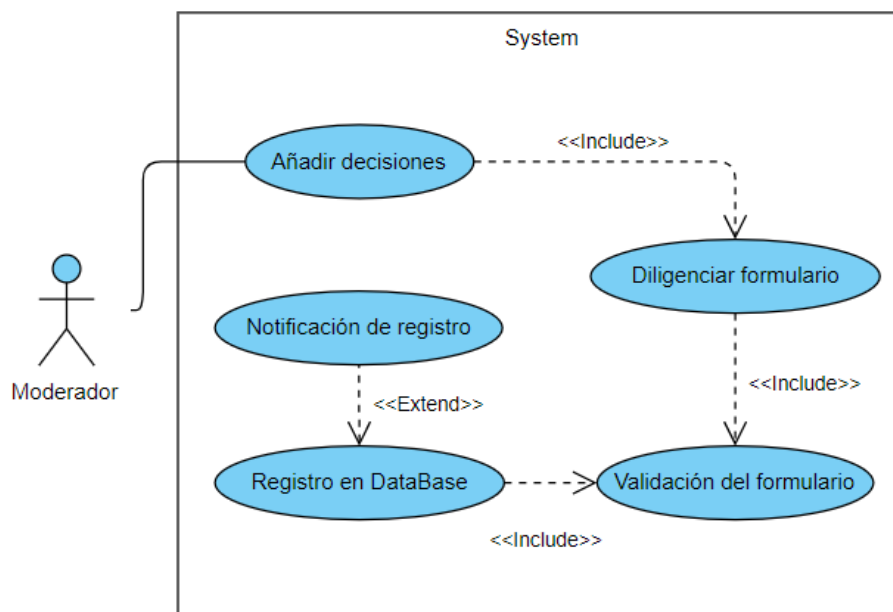 System
<<Include>>
Añadir decisiones
Diligenciar formulario
Notificación de registro
Moderador
<<Include>>
<<Extend>>
Registro en DataBase
Validación del formulario
<<Include>>